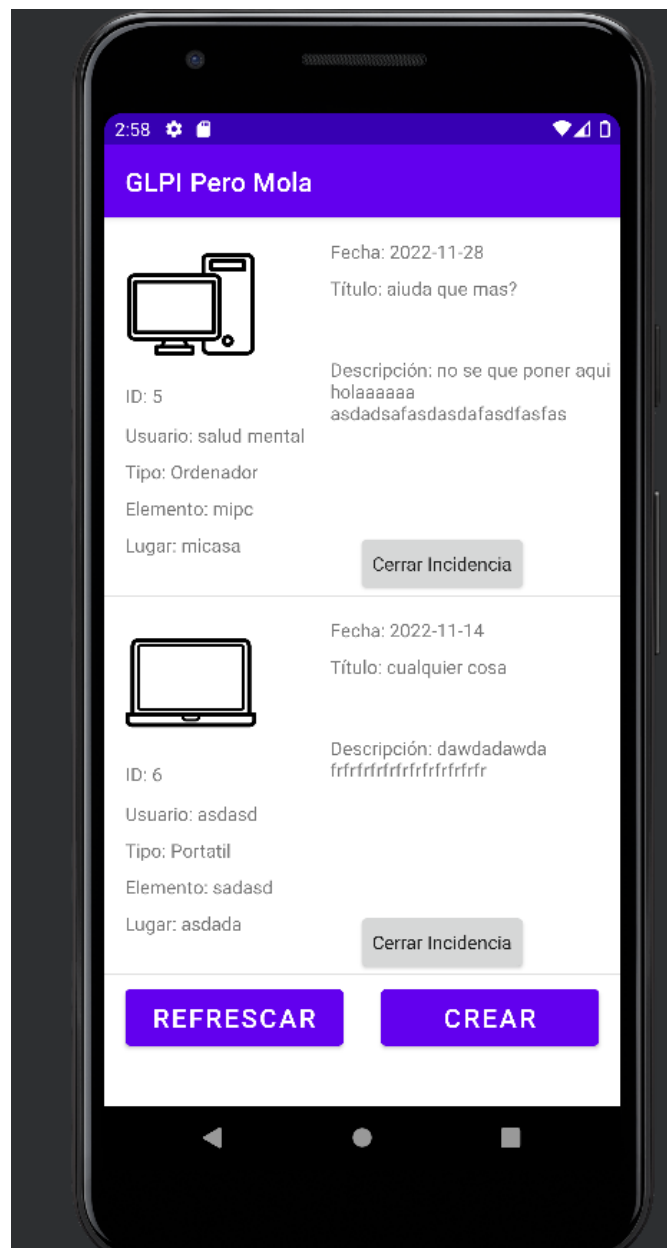 2:58
GLPI Pero Mola
ID: 5
Usuario: salud mental
Tipo: Ordenador
Elemento: mipc
Lugar: micasa
Fecha: 2022-11-28
Título: aiuda que mas?
Descripción: no se que poner aqui
holaaaaaa
asdadsafasdasdafasdfasfas
Cerrar Incidencia
ID: 6
Usuario: asdasd
Tipo: Portatil
Elemento: sadasd
Lugar: asdada
Fecha: 2022-11-14
Título: cualquier cosa
Descripción: dawdadawda
frfrfrfrfrfrfrfrfrfrfrfr
Cerrar Incidencia
REFRESCAR
CREAR